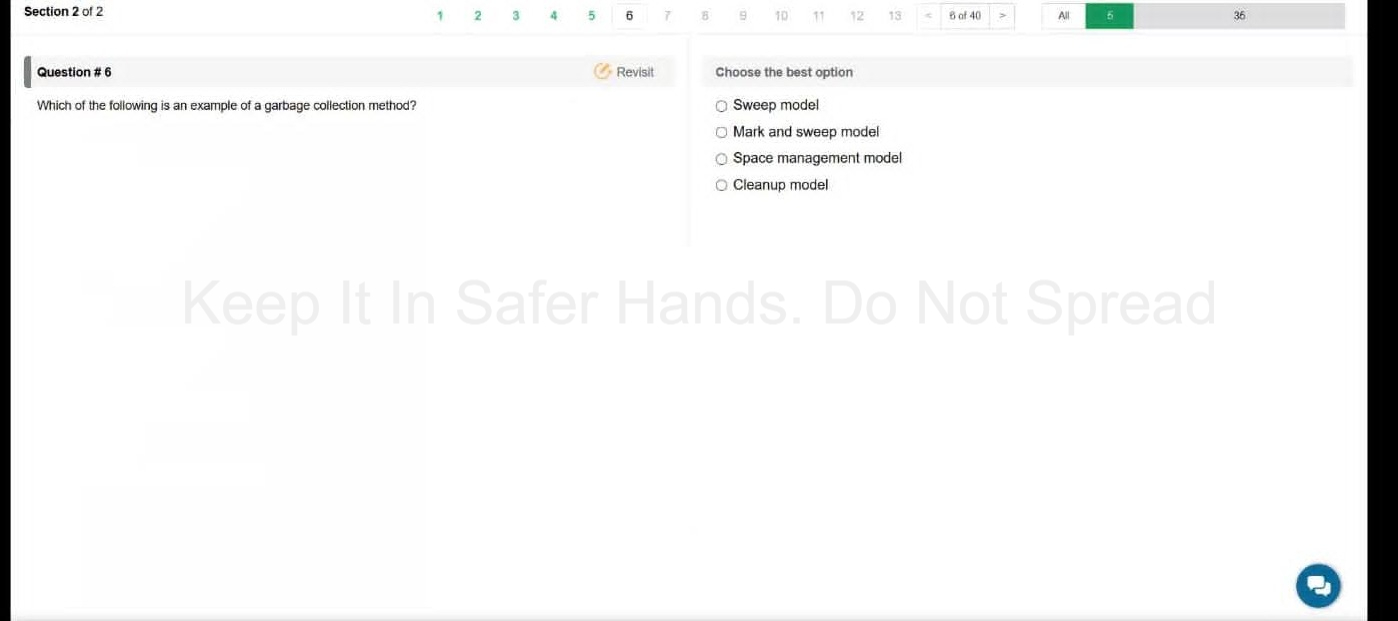 Section 2 of 2
1 2 3 4 5 6 7 8 9 10 11 12 13 < 6 of 40 > All 5 35
Question # 6
Revisit
Which of the following is an example of a garbage collection method?
Choose the best option
Sweep model
Mark and sweep model
Space management model
Cleanup model
Keep It In Safer Hands. Do Not Spread